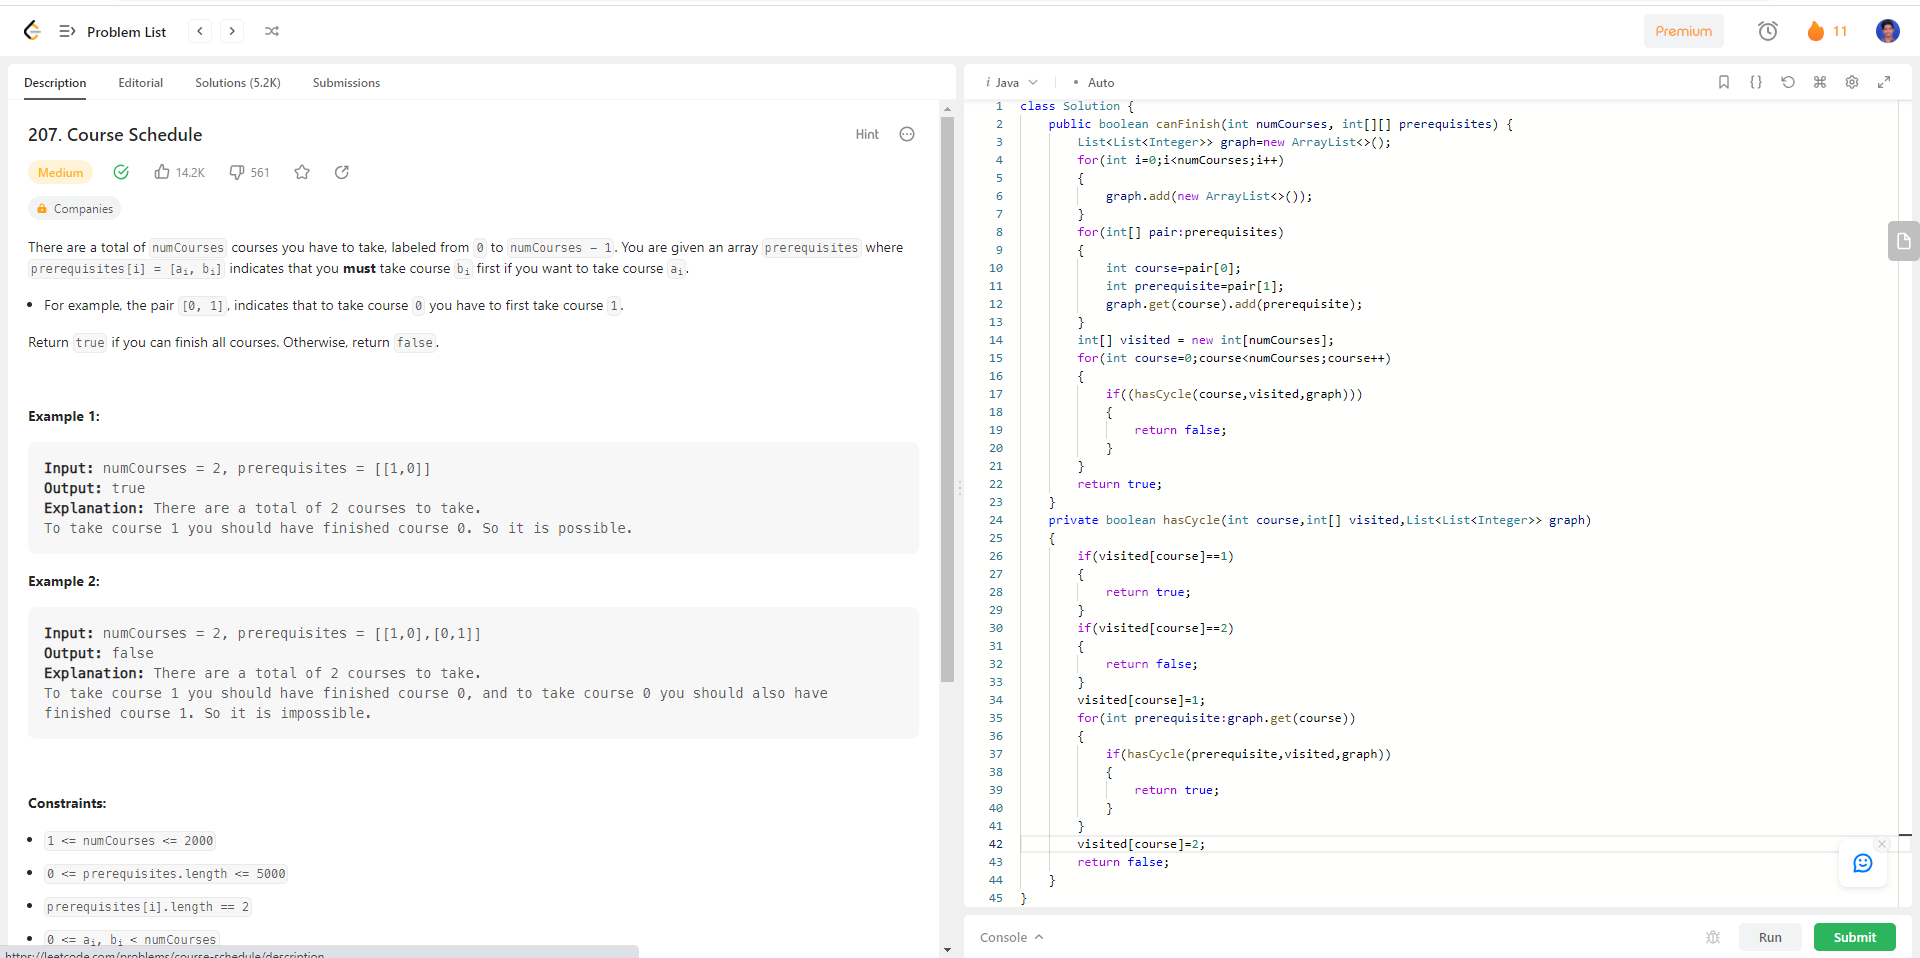 Problem List
Premium
11
Description Editorial Solutions (5.2K) Submissions
207. Course Schedule
Hint
Medium 14.2K 561
Companies
There are a total of numCourses courses you have to take, labeled from 0 to numCourses - 1. You are given an array prerequisites where
prerequisites[i] = [ai, bi] indicates that you must take course bi first if you want to take course ai.
• For example, the pair [0, 1], indicates that to take course 0 you have to first take course 1.
Return true if you can finish all courses. Otherwise, return false.
Example 1:
Input: numCourses = 2, prerequisites = [[1,0]]
Output: true
Explanation: There are a total of 2 courses to take.
To take course 1 you should have finished course 0. So it is possible.
Example 2:
Input: numCourses = 2, prerequisites = [[1,0],[0,1]]
Output: false
Explanation: There are a total of 2 courses to take.
To take course 1 you should have finished course 0, and to take course 0 you should also have
finished course 1. So it is impossible.
Constraints:
• 1 <= numCourses <= 2000
• 0 <= prerequisites.length <= 5000
• prerequisites[i].length == 2
• 0 <= ai, bi < numCourses
https://leetcode.com/problems/course-schedule/description
i Java • Auto
1 class Solution {
2 public boolean canFinish(int numCourses, int[][] prerequisites) {
3 List<List<Integer>> graph=new ArrayList<>();
4 for(int i=0;i<numCourses;i++)
5 {
6 graph.add(new ArrayList<>());
7 }
8 for(int[] pair:prerequisites)
9 {
10 int course=pair[0];
11 int prerequisite=pair[1];
12 graph.get(course).add(prerequisite);
13 }
14 int[] visited = new int[numCourses];
15 for(int course=0;course<numCourses;course++)
16 {
17 if((hasCycle(course,visited,graph)))
18 {
19 return false;
20 }
21 }
22 return true;
23 }
24 private boolean hasCycle(int course,int[] visited,List<List<Integer>> graph)
25 {
26 if(visited[course]==1)
27 {
28 return true;
29 }
30 if(visited[course]==2)
31 {
32 return false;
33 }
34 visited[course]=1;
35 for(int prerequisite:graph.get(course))
36 {
37 if(hasCycle(prerequisite,visited,graph))
38 {
39 return true;
40 }
41 }
42 visited[course]=2;
43 return false;
44 }
45 }
Console Run Submit